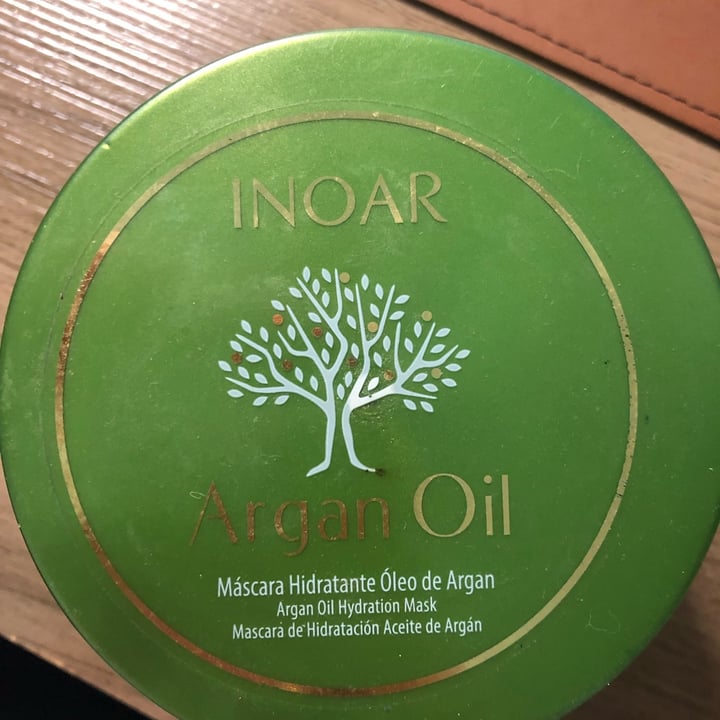 INOAR
Argan Oil
Máscara Hidratante Óleo de Argan
Argan Oil Hydration Mask
Mascara de Hidratación Aceite de Argán